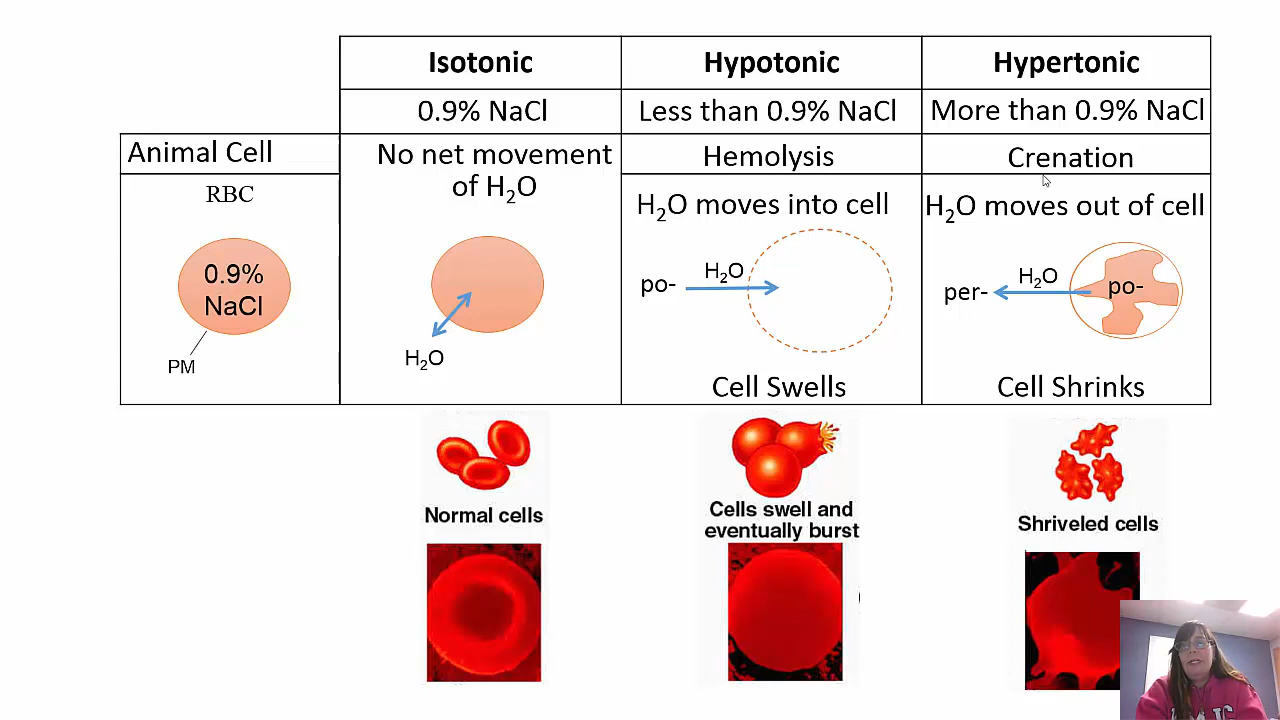 Isotonic
Hypotonic
Hypertonic
0.9% NaCl
Less than 0.9% NaCl
More than 0.9% NaCl
Animal Cell
No net movement
of H₂O
Hemolysis
Crenation
RBC
H₂O moves into cell
H₂O moves out of cell
0.9%
NaCl
PM
H₂O
po-
H₂O
per-
H₂O
po-
Cell Swells
Cell Shrinks
Normal cells
Cells swell and
eventually burst
Shriveled cells